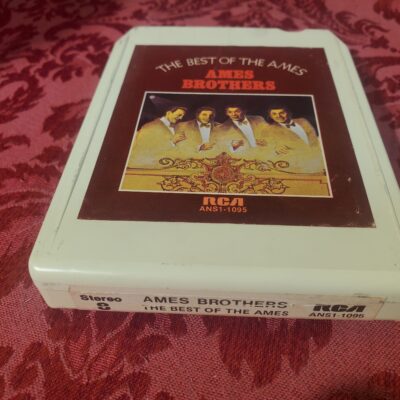 THE BEST OF THE AMES
AMES
BROTHERS
RCA
ANS1-1095
Stereo
8
AMES BROTHERS
THE BEST OF THE AMES
RCA
ANS1-1095